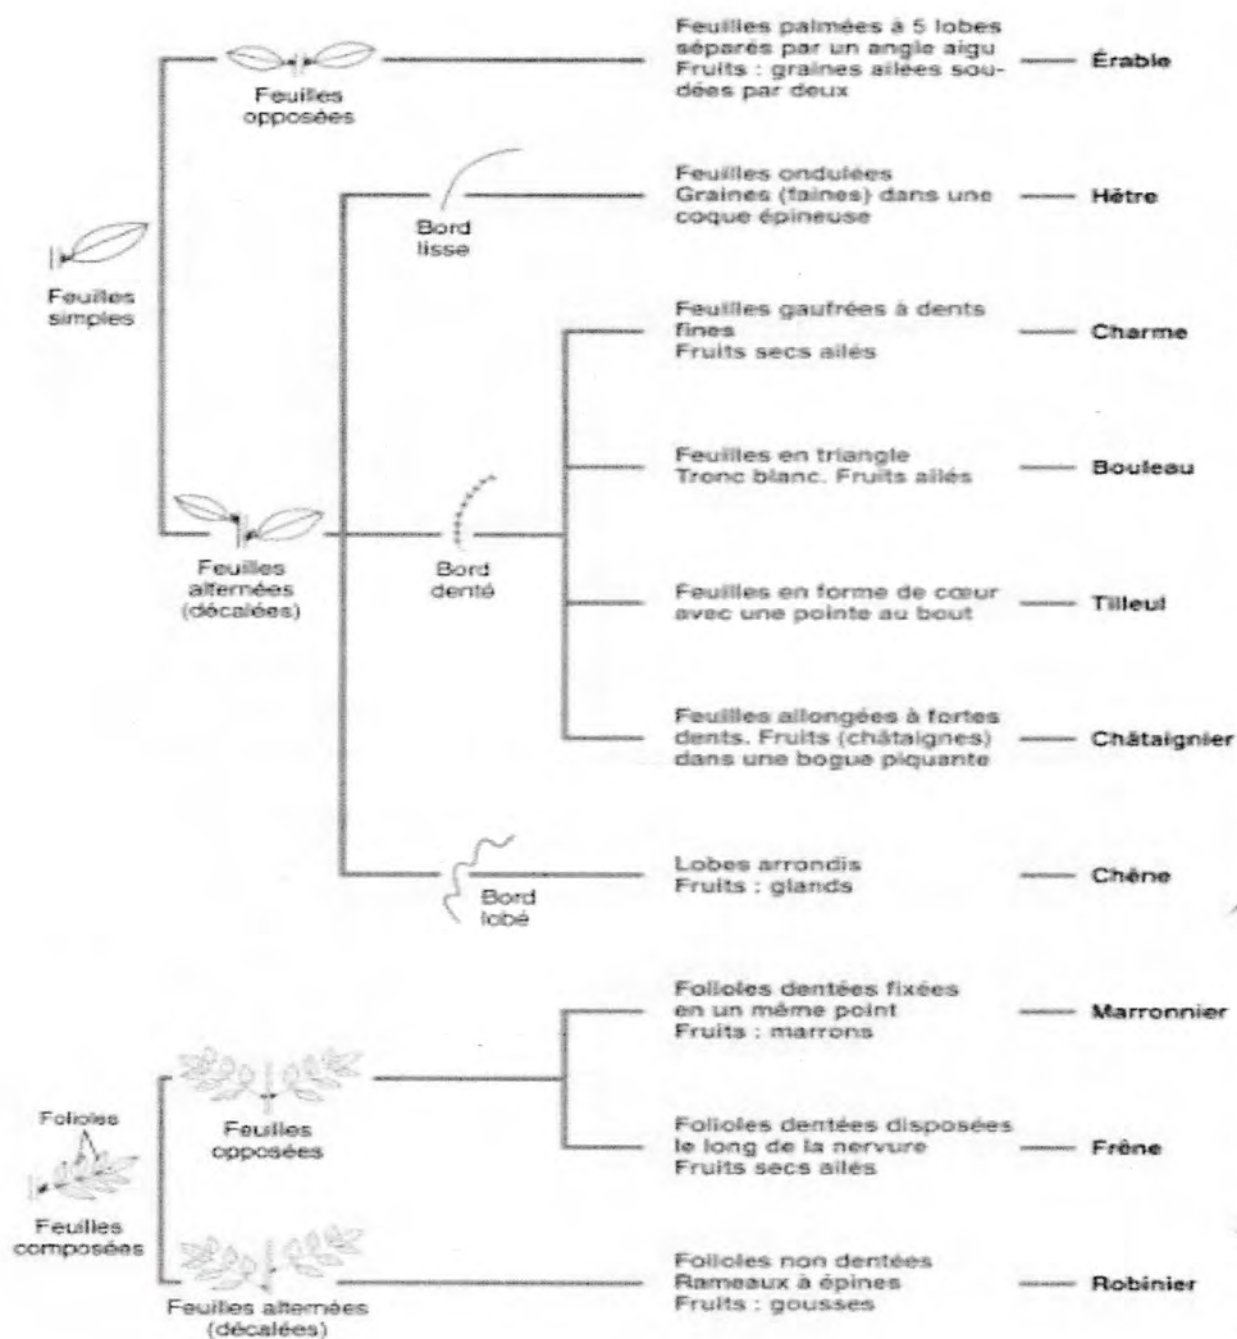 Feuilles palmées à 5 lobes
séparés par un angle aigu
Fruits : graines ailées sou-
dées par deux
Érable
Feuilles
opposées
Feuilles ondulées
Graines (faines) dans une
coque épineuse
Hêtre
Bord
lisse
Feuilles
simples
Feuilles gaufrées à dents
fines
Fruits secs ailés
Charme
Feuilles en triangle
Tronc blanc. Fruits ailés
Bouleau
Feuilles
alternées
(décalées)
Bord
denté
Feuilles en forme de cœur
avec une pointe au bout
Tilleul
Feuilles allongées à fortes
dents. Fruits (châtaignes)
dans une bogue piquante
Châtaignier
Lobes arrondis
Fruits : glands
Chêne
Bord
lobé
Folioles dentées fixées
en un même point
Fruits : marrons
Marronnier
Folioles
Feuilles
opposées
Folioles dentées disposées
le long de la nervure
Fruits secs ailés
Frêne
Feuilles
composées
Folioles non dentées
Rameaux à épines
Fruits : gousses
Robinier
Feuilles alternées
(décalées)